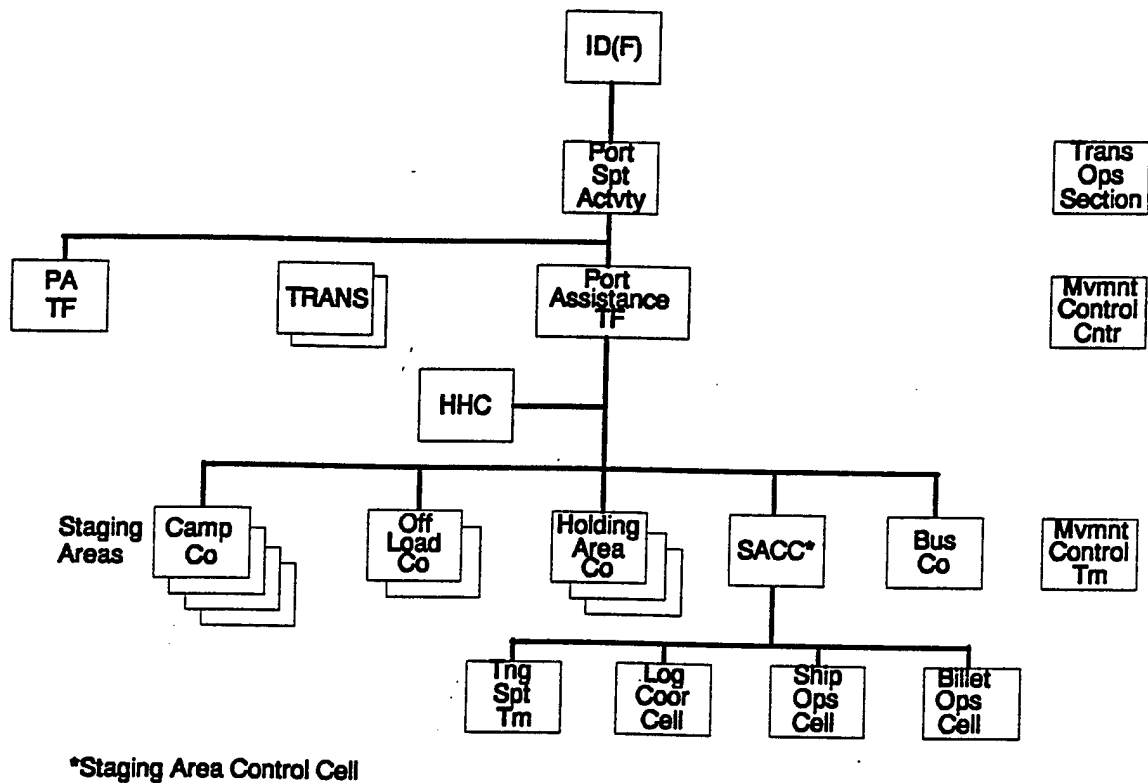 ID(F)
Port
Spt
Actvty
Trans
Ops
Section
PA
TF
TRANS
Port
Assistance
TF
Mvmnt
Control
Cntr
HHC
Staging
Areas
Camp
Co
Off
Load
Co
Holding
Area
Co
SACC*
Bus
Co
Mvmnt
Control
Tm
Tng
Spt
Tm
Log
Coor
Cell
Ship
Ops
Cell
Billet
Ops
Cell
*Staging Area Control Cell